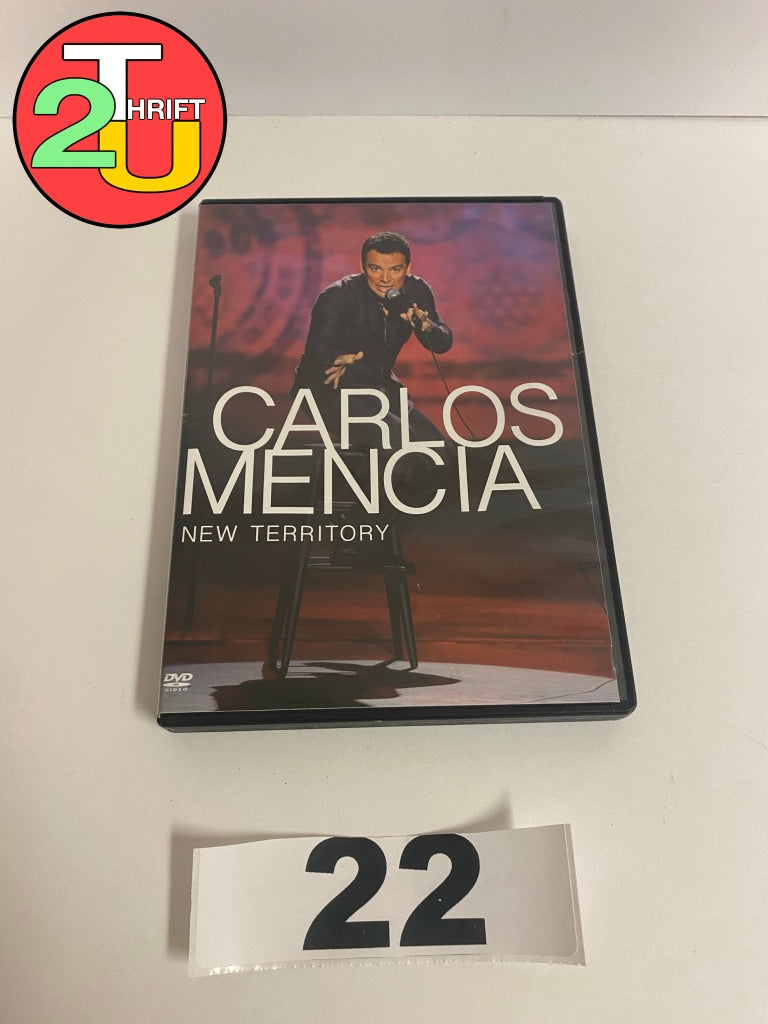 T
2 HRIFT
U
CARLOS
MENCIA
NEW TERRITORY
DVD
VIDEO
22